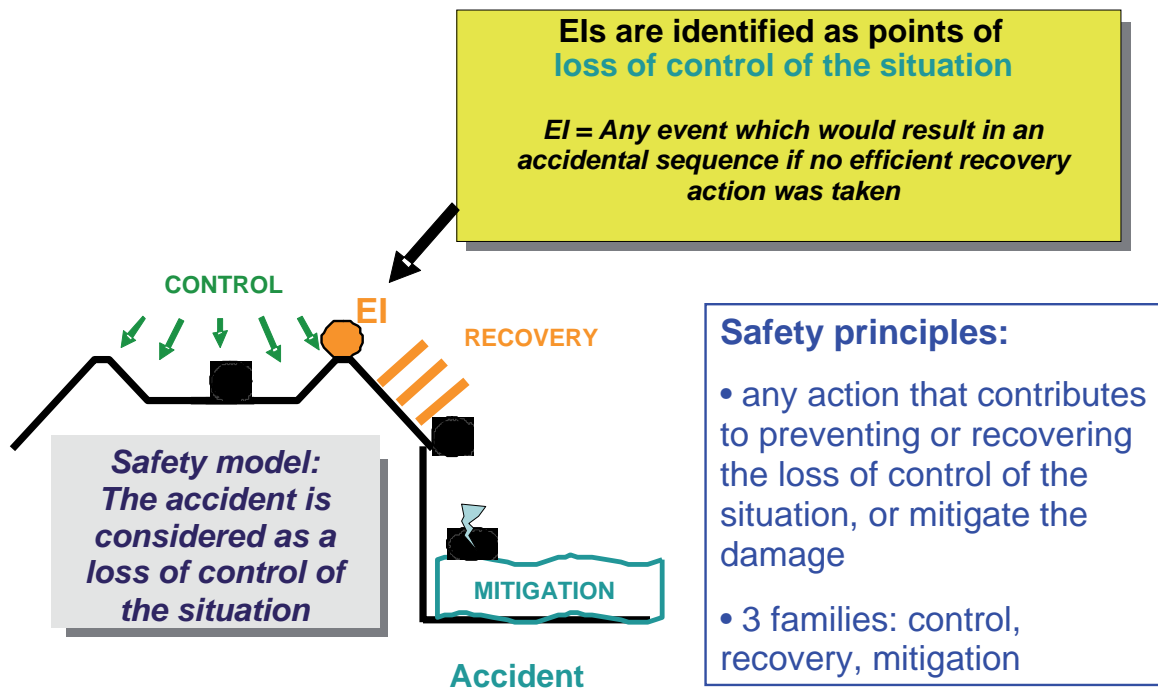 EIs are identified as points of
loss of control of the situation
EI = Any event which would result in an
accidental sequence if no efficient recovery
action was taken
CONTROL
EI
RECOVERY
Safety model:
The accident is
considered as a
loss of control of
the situation
MITIGATION
Accident
Safety principles:
• any action that contributes
to preventing or recovering
the loss of control of the
situation, or mitigate the
damage
• 3 families: control,
recovery, mitigation